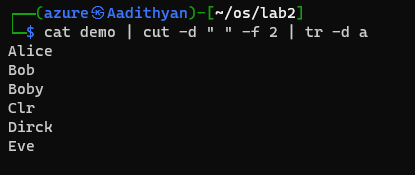 ┌──(azure㉿Aadithyan)-[~/os/lab2]
└─$ cat demo | cut -d " " -f 2 | tr -d a
Alice
Bob
Boby
Clr
Dirck
Eve